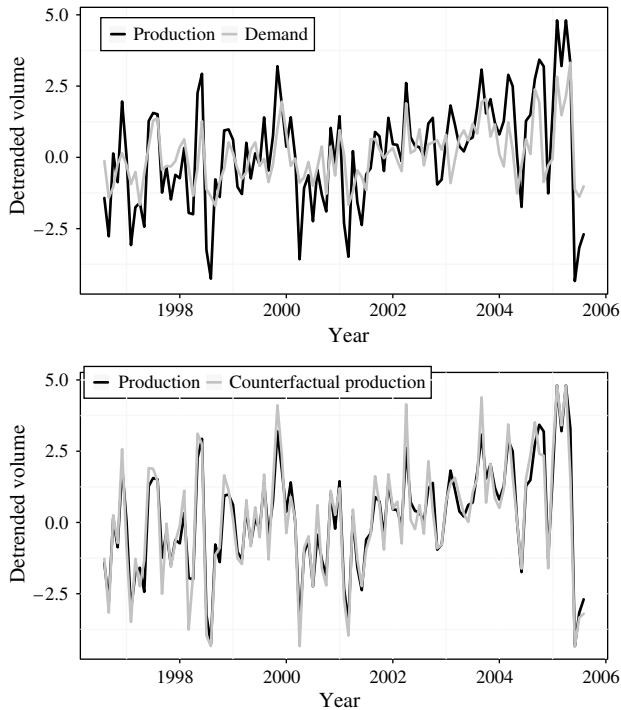 Production Demand
Detrended volume
5.0
2.5
0.0
−2.5
1998 2000 2002 2004 2006
Year
Production Counterfactual production
Detrended volume
5.0
2.5
0.0
−2.5
1998 2000 2002 2004 2006
Year